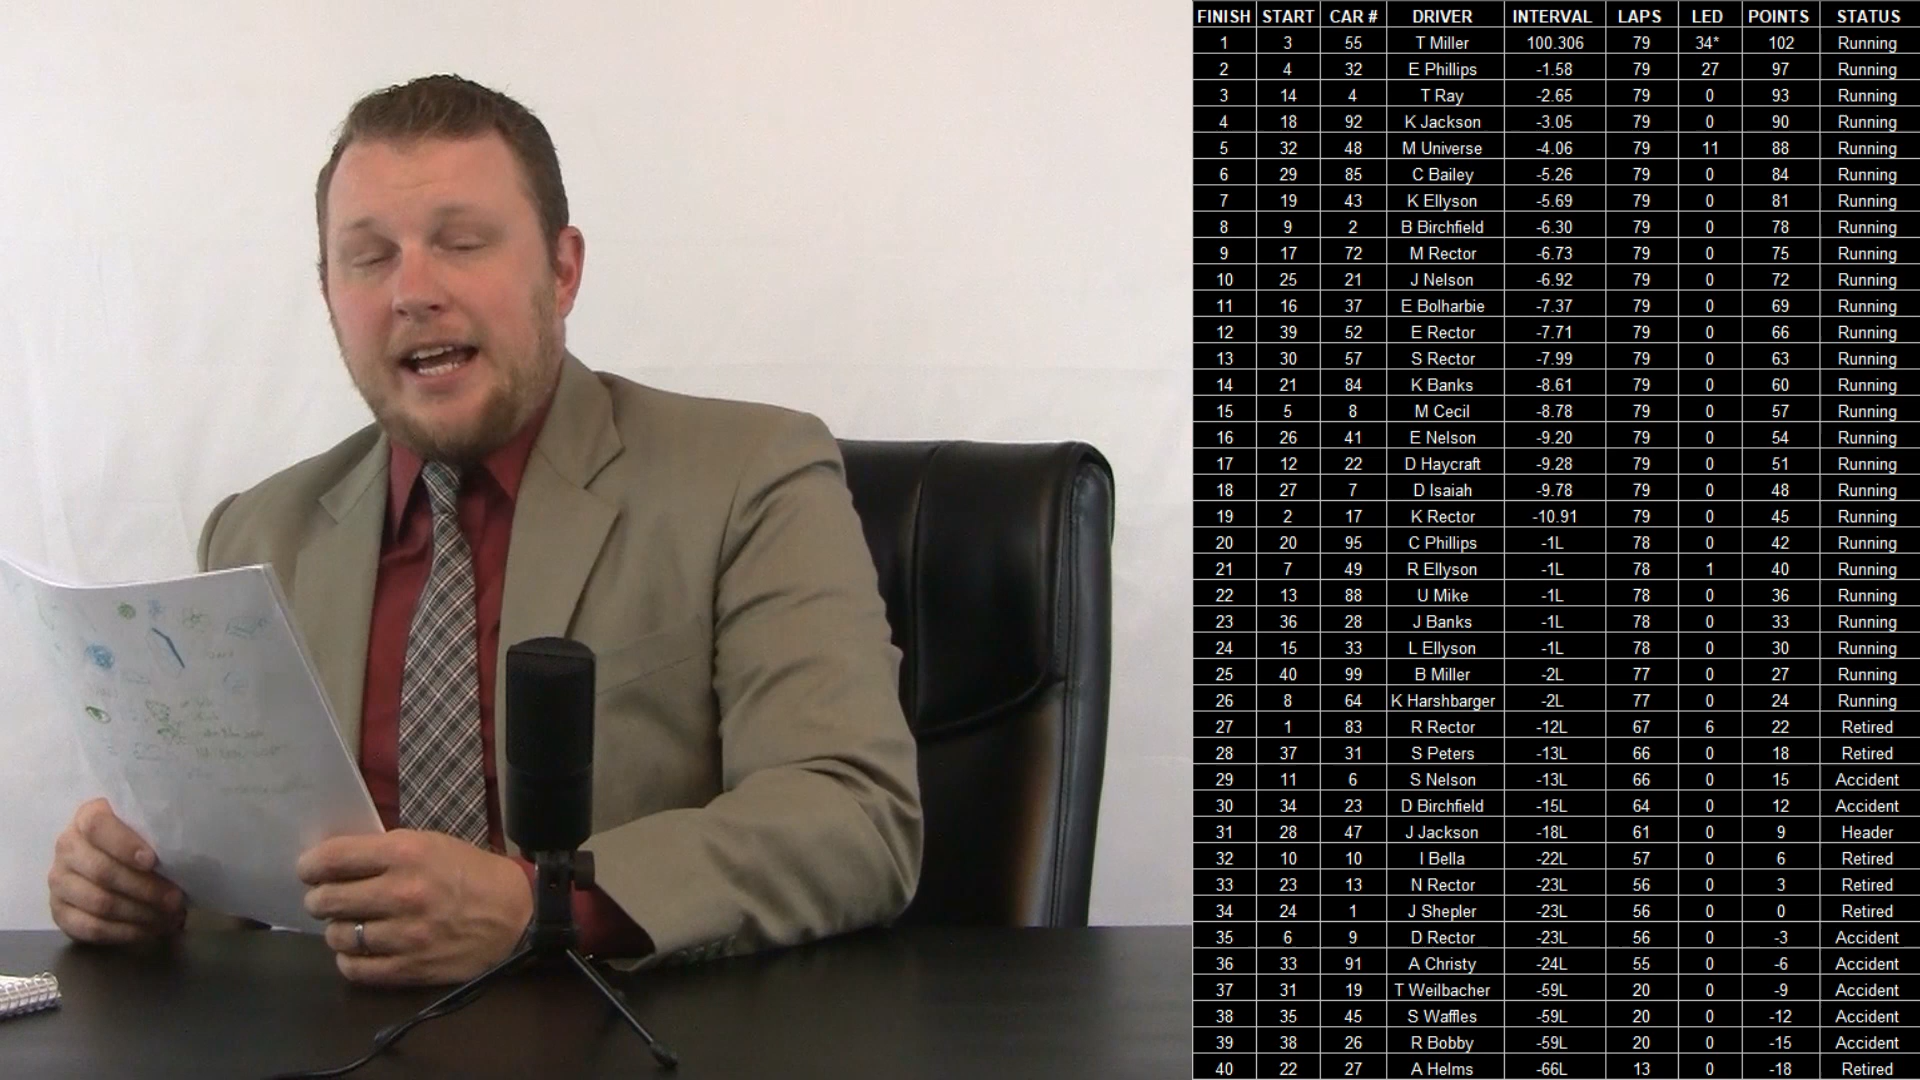 FINISH START CAR # DRIVER INTERVAL LAPS LED POINTS STATUS
1 3 55 T Miller 100.306 79 34* 102 Running
2 4 32 E Phillips -1.58 79 27 97 Running
3 14 4 T Ray -2.65 79 0 93 Running
4 18 92 K Jackson -3.05 79 0 90 Running
5 32 48 M Universe -4.06 79 11 88 Running
6 29 85 C Bailey -5.26 79 0 84 Running
7 19 43 K Ellyson -5.69 79 0 81 Running
8 9 2 B Birchfield -6.30 79 0 78 Running
9 17 72 M Rector -6.73 79 0 75 Running
10 25 21 J Nelson -6.92 79 0 72 Running
11 16 37 E Bolharbie -7.37 79 0 69 Running
12 39 52 E Rector -7.71 79 0 66 Running
13 30 57 S Rector -7.99 79 0 63 Running
14 21 84 K Banks -8.61 79 0 60 Running
15 5 8 M Cecil -8.78 79 0 57 Running
16 26 41 E Nelson -9.20 79 0 54 Running
17 12 22 D Haycraft -9.28 79 0 51 Running
18 27 7 D Isaiah -9.78 79 0 48 Running
19 2 17 K Rector -10.91 79 0 45 Running
20 20 95 C Phillips -1L 78 0 42 Running
21 7 49 R Ellyson -1L 78 1 40 Running
22 13 88 U Mike -1L 78 0 36 Running
23 36 28 J Banks -1L 78 0 33 Running
24 15 33 L Ellyson -1L 78 0 30 Running
25 40 99 B Miller -2L 77 0 27 Running
26 8 64 K Harshbarger -2L 77 0 24 Running
27 1 83 R Rector -12L 67 6 22 Retired
28 37 31 S Peters -13L 66 0 18 Retired
29 11 6 S Nelson -13L 66 0 15 Accident
30 34 23 D Birchfield -15L 64 0 12 Accident
31 28 47 J Jackson -18L 61 0 9 Header
32 10 10 I Bella -22L 57 0 6 Retired
33 23 13 N Rector -23L 56 0 3 Retired
34 24 1 J Shepler -23L 56 0 0 Retired
35 6 9 D Rector -23L 56 0 -3 Accident
36 33 91 A Christy -24L 55 0 -6 Accident
37 31 19 T Weilbacher -59L 20 0 -9 Accident
38 35 45 S Waffles -59L 20 0 -12 Accident
39 38 26 R Bobby -59L 20 0 -15 Accident
40 22 27 A Helms -66L 13 0 -18 Retired